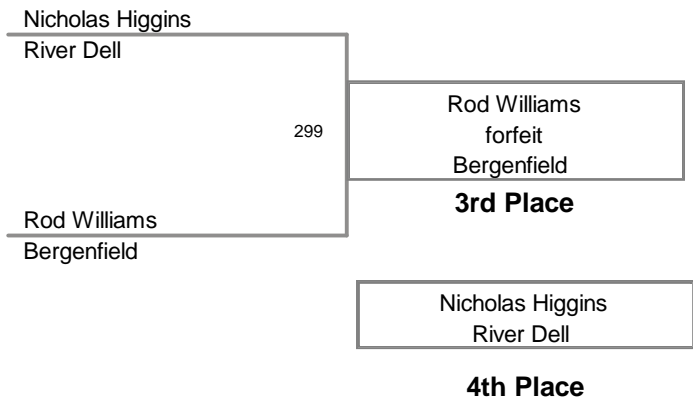 Nicholas Higgins
River Dell
299
Rod Williams
forfeit
Bergenfield
3rd Place
Rod Williams
Bergenfield
Nicholas Higgins
River Dell
4th Place